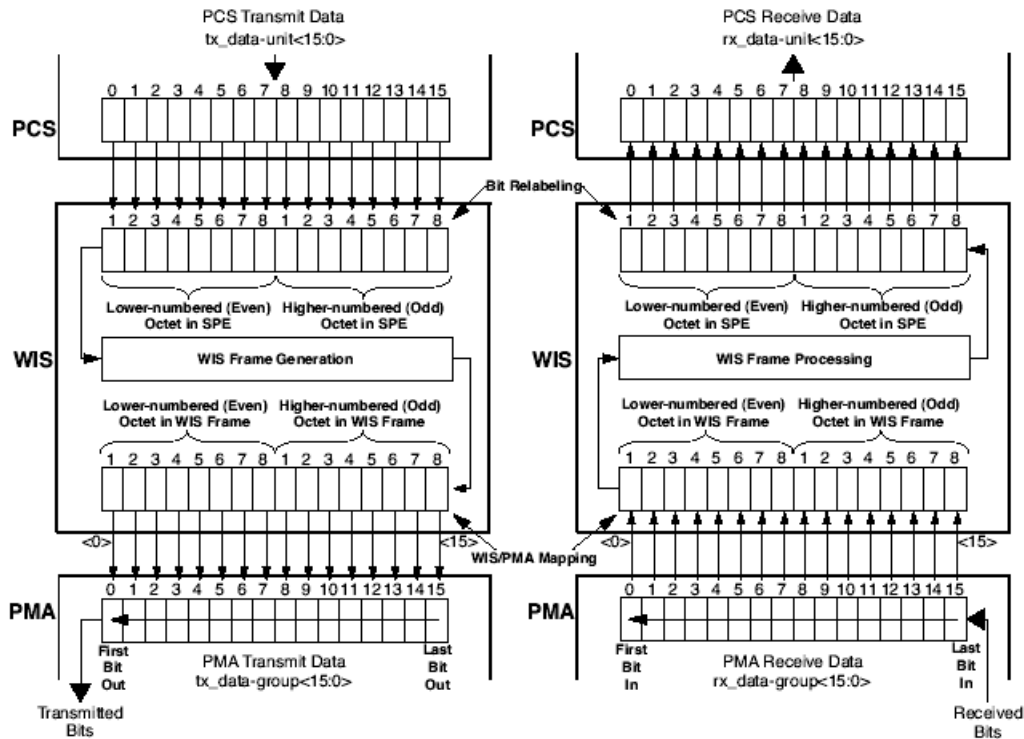 PCS Transmit Data
tx_data-unit<15:0>
PCS Receive Data
rx_data-unit<15:0>
0 1 2 3 4 5 6 7 8 9 10 11 12 13 14 15
0 1 2 3 4 5 6 7 8 9 10 11 12 13 14 15
PCS
PCS
Bit Relabeling
1 2 3 4 5 6 7 8 1 2 3 4 5 6 7 8
1 2 3 4 5 6 7 8 1 2 3 4 5 6 7 8
Lower-numbered (Even)
Octet in SPE
Higher-numbered (Odd)
Octet in SPE
Lower-numbered (Even)
Octet in SPE
Higher-numbered (Odd)
Octet in SPE
WIS
WIS Frame Generation
WIS
WIS Frame Processing
Lower-numbered (Even)
Octet in WIS Frame
Higher-numbered (Odd)
Octet in WIS Frame
Lower-numbered (Even)
Octet in WIS Frame
Higher-numbered (Odd)
Octet in WIS Frame
1 2 3 4 5 6 7 8 1 2 3 4 5 6 7 8
1 2 3 4 5 6 7 8 1 2 3 4 5 6 7 8
<0>
<15>
WIS/PMA Mapping
<0>
<15>
PMA
0 1 2 3 4 5 6 7 8 9 10 11 12 13 14 15
PMA
0 1 2 3 4 5 6 7 8 9 10 11 12 13 14 15
First
Bit
Out
PMA Transmit Data
tx_data-group<15:0>
Last
Bit
Out
First
Bit
In
PMA Receive Data
rx_data-group<15:0>
Last
Bit
In
Transmitted
Bits
Received
Bits